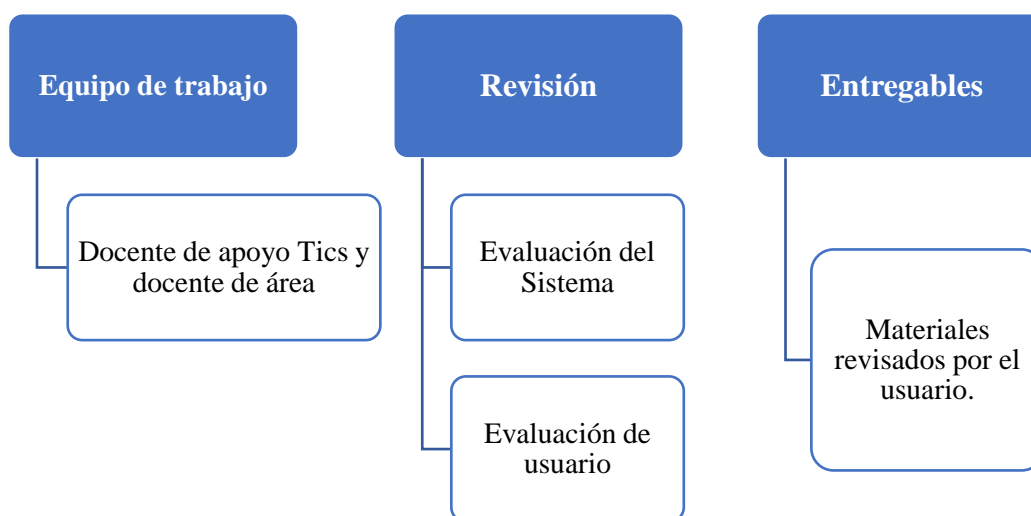 Equipo de trabajo
Docente de apoyo Tics y
docente de área
Revisión
Evaluación del
Sistema
Evaluación de
usuario
Entregables
Materiales
revisados por el
usuario.